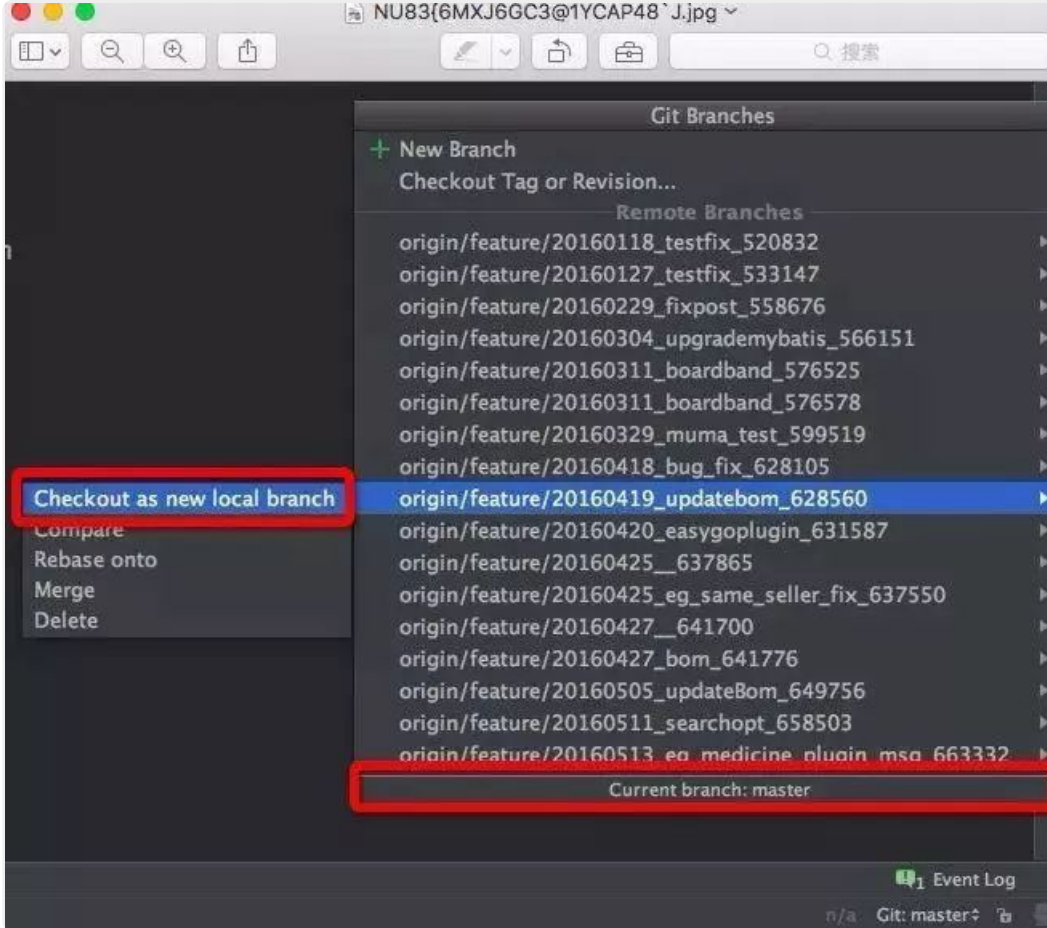 NU83{6MXJ6GC3@1YCAP48`J.jpg
搜索
Git Branches
+ New Branch
Checkout Tag or Revision...
Remote Branches
origin/feature/20160118_testfix_520832
origin/feature/20160127_testfix_533147
origin/feature/20160229_fixpost_558676
origin/feature/20160304_upgrademybatis_566151
origin/feature/20160311_boardband_576525
origin/feature/20160311_boardband_576578
origin/feature/20160329_muma_test_599519
origin/feature/20160418_bug_fix_628105
origin/feature/20160419_updatebom_628560
Checkout as new local branch
Compare
Rebase onto
Merge
Delete
origin/feature/20160420_easygoplugin_631587
origin/feature/20160425__637865
origin/feature/20160425_eg_same_seller_fix_637550
origin/feature/20160427__641700
origin/feature/20160427_bom_641776
origin/feature/20160505_updateBom_649756
origin/feature/20160511_searchopt_658503
origin/feature/20160513_eg_medicine_plugin_msg_663332
Current branch: master
1 Event Log
n/a Git: master